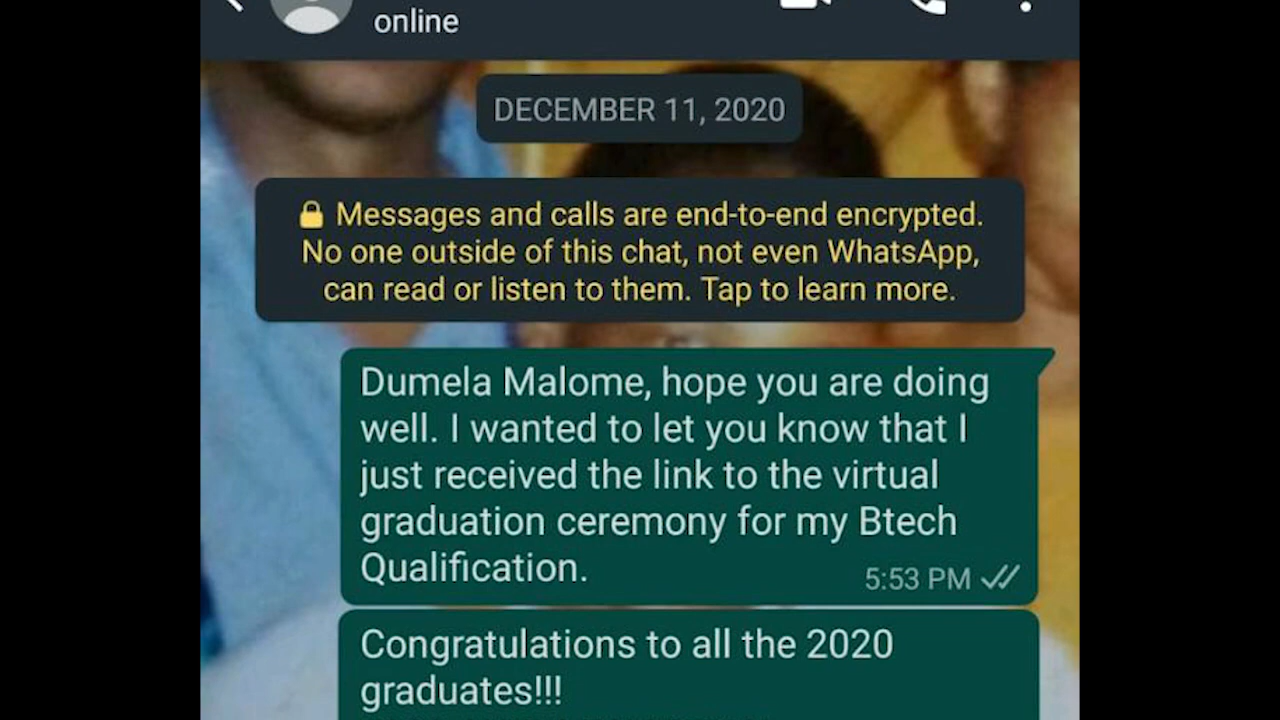 online
DECEMBER 11, 2020
Messages and calls are end-to-end encrypted.
No one outside of this chat, not even WhatsApp,
can read or listen to them. Tap to learn more.
Dumela Malome, hope you are doing
well. I wanted to let you know that I
just received the link to the virtual
graduation ceremony for my Btech
Qualification.
5:53 PM
Congratulations to all the 2020
graduates!!!